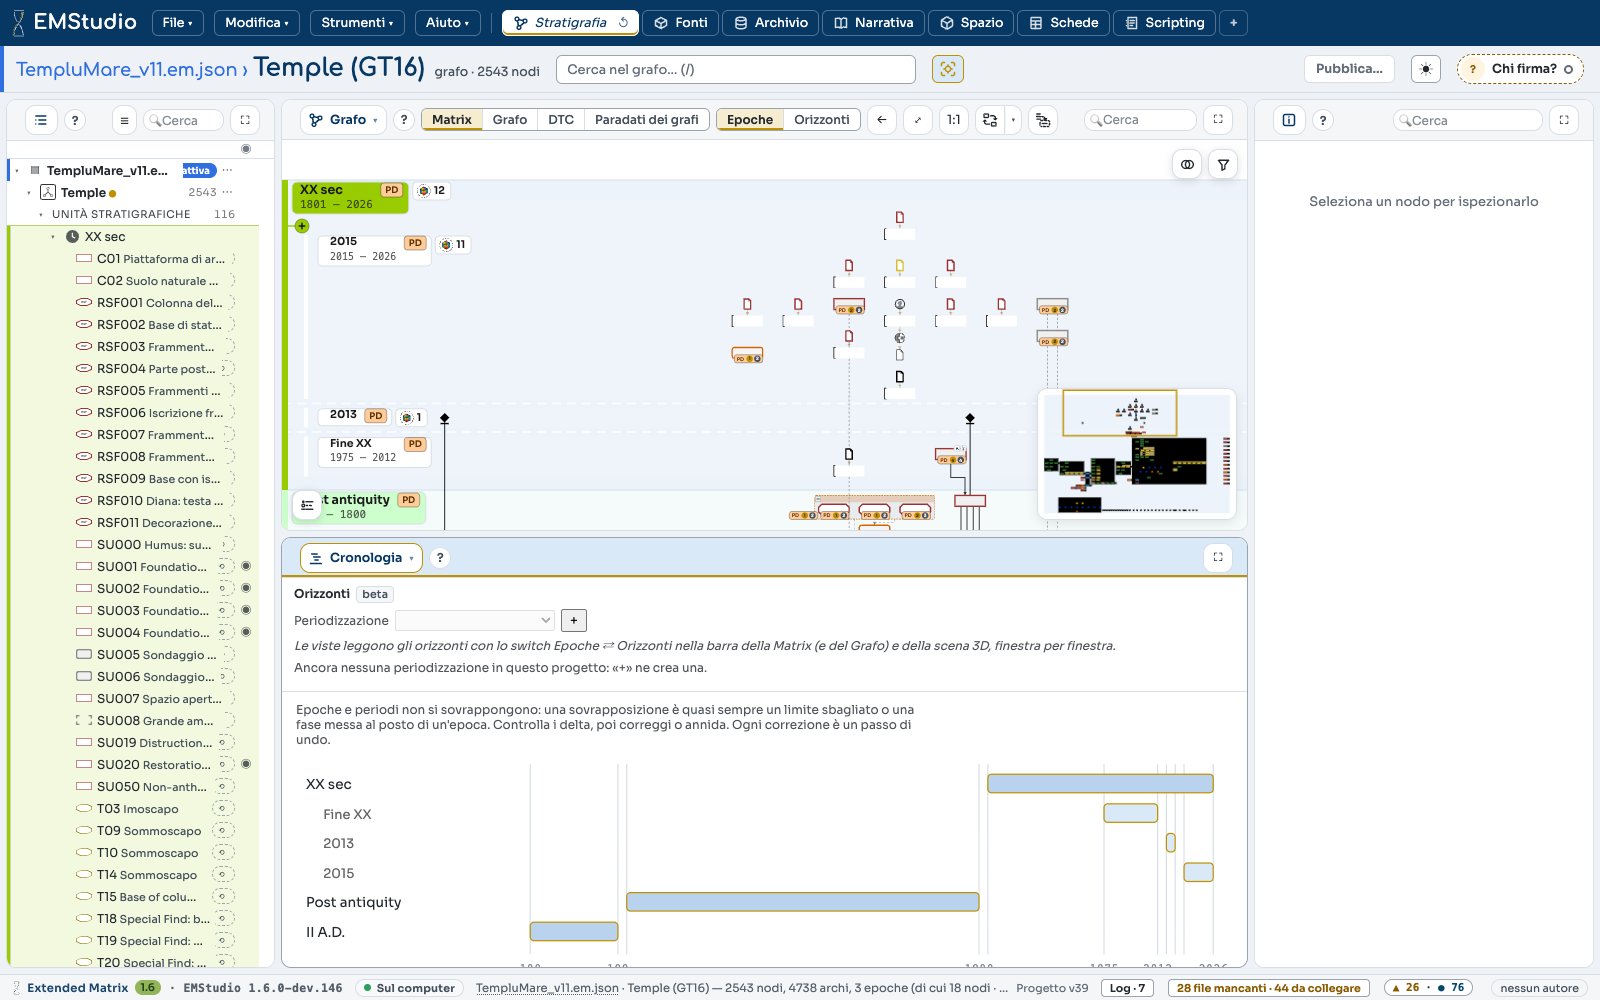 EMStudio File Modifica Strumenti Aiuto Stratigrafia Fonti Archivio Narrativa Spazio Schede Scripting +
TempluMare_v11.em.json › Temple (GT16) grafo · 2543 nodi Cerca nel grafo... (/) Pubblica... ? Chi firma?
? Cerca
TempluMare_v11.e... attiva ...
Temple 2543 ...
UNITÀ STRATIGRAFICHE 116
XX sec
C01 Piattaforma di ar...
C02 Suolo naturale ...
RSF001 Colonna del...
RSF002 Base di stat...
RSF003 Framment...
RSF004 Parte post...
RSF005 Frammenti ...
RSF006 Iscrizione fr...
RSF007 Framment...
RSF008 Framment...
RSF009 Base con is...
RSF010 Diana: testa ...
RSF011 Decorazione...
SU000 Humus: su...
SU001 Foundatio...
SU002 Foundatio...
SU003 Foundatio...
SU004 Foundatio...
SU005 Sondaggio ...
SU006 Sondaggio...
SU007 Spazio apert...
SU008 Grande am...
SU019 Distruction...
SU020 Restoratio...
SU050 Non-anth...
T03 Imoscapo
T09 Sommoscapo
T10 Sommoscapo
T14 Sommoscapo
T15 Base of colu...
T18 Special Find: b...
T19 Special Find: ...
T20 Special Find: ...
Grafo ? Matrix Grafo DTC Paradati dei grafi Epoche Orizzonti 1:1 Cerca
XX sec PD 12
1801 – 2026
2015 PD 11
2015 – 2026
2013 PD 1
Fine XX PD
1975 – 2012
t antiquity PD
– 1800
Cronologia ?
Orizzonti beta
Periodizzazione +
Le viste leggono gli orizzonti con lo switch Epoche ⇄ Orizzonti nella barra della Matrix (e del Grafo) e della scena 3D, finestra per finestra.
Ancora nessuna periodizzazione in questo progetto: «+» ne crea una.
Epoche e periodi non si sovrappongono: una sovrapposizione è quasi sempre un limite sbagliato o una
fase messa al posto di un'epoca. Controlla i delta, poi correggi o annida. Ogni correzione è un passo di
undo.
XX sec
Fine XX
2013
2015
Post antiquity
II A.D.
? Cerca
Seleziona un nodo per ispezionarlo
Extended Matrix 1.6 · EMStudio 1.6.0-dev.146 Sul computer TempluMare_v11.em.json · Temple (GT16) — 2543 nodi, 4738 archi, 3 epoche (di cui 18 nodi · ... Progetto v39 Log · 7 28 file mancanti · 44 da collegare ▲ 26 · ● 76 nessun autore